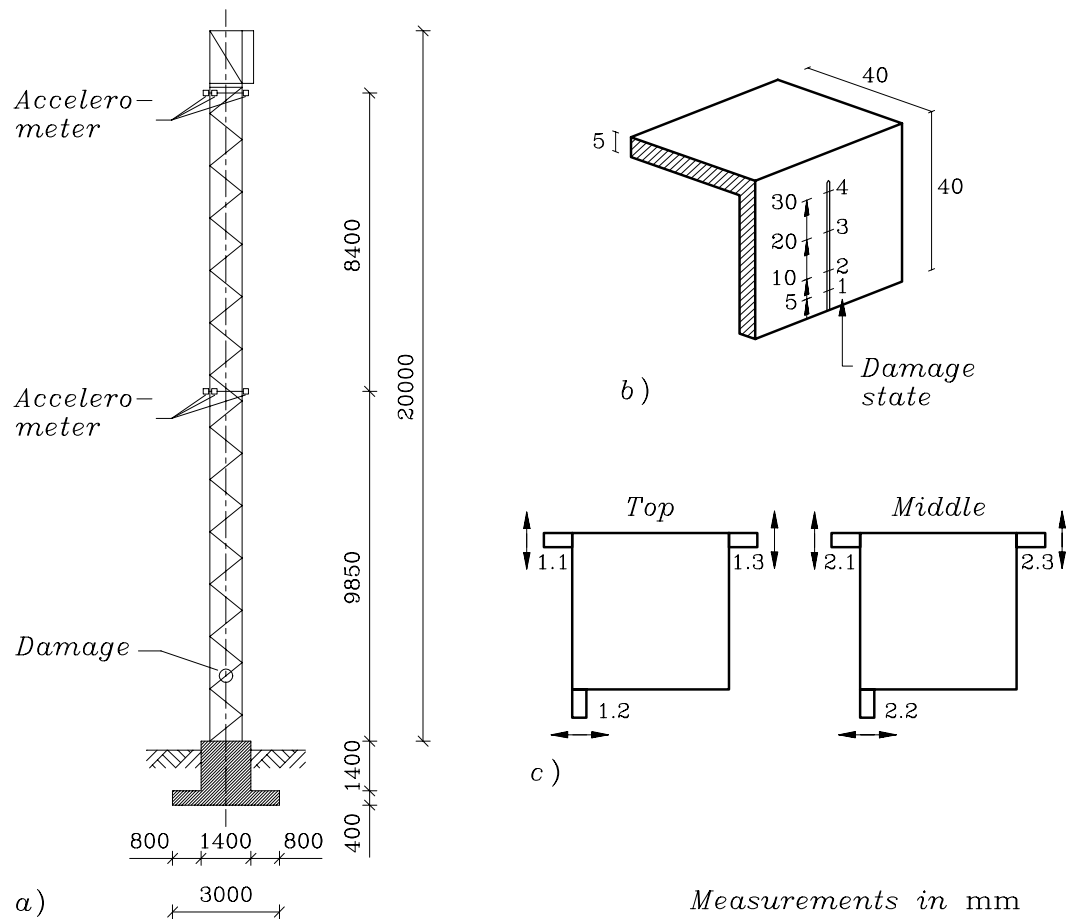 Accelero-
meter
8400
20000
Accelero-
meter
9850
Damage
1400
400
800
1400
800
3000
a)
40
5
40
30
20
10
5
4
3
2
1
Damage
state
b)
Top
1.1
1.3
1.2
Middle
2.1
2.3
2.2
c)
Measurements in mm